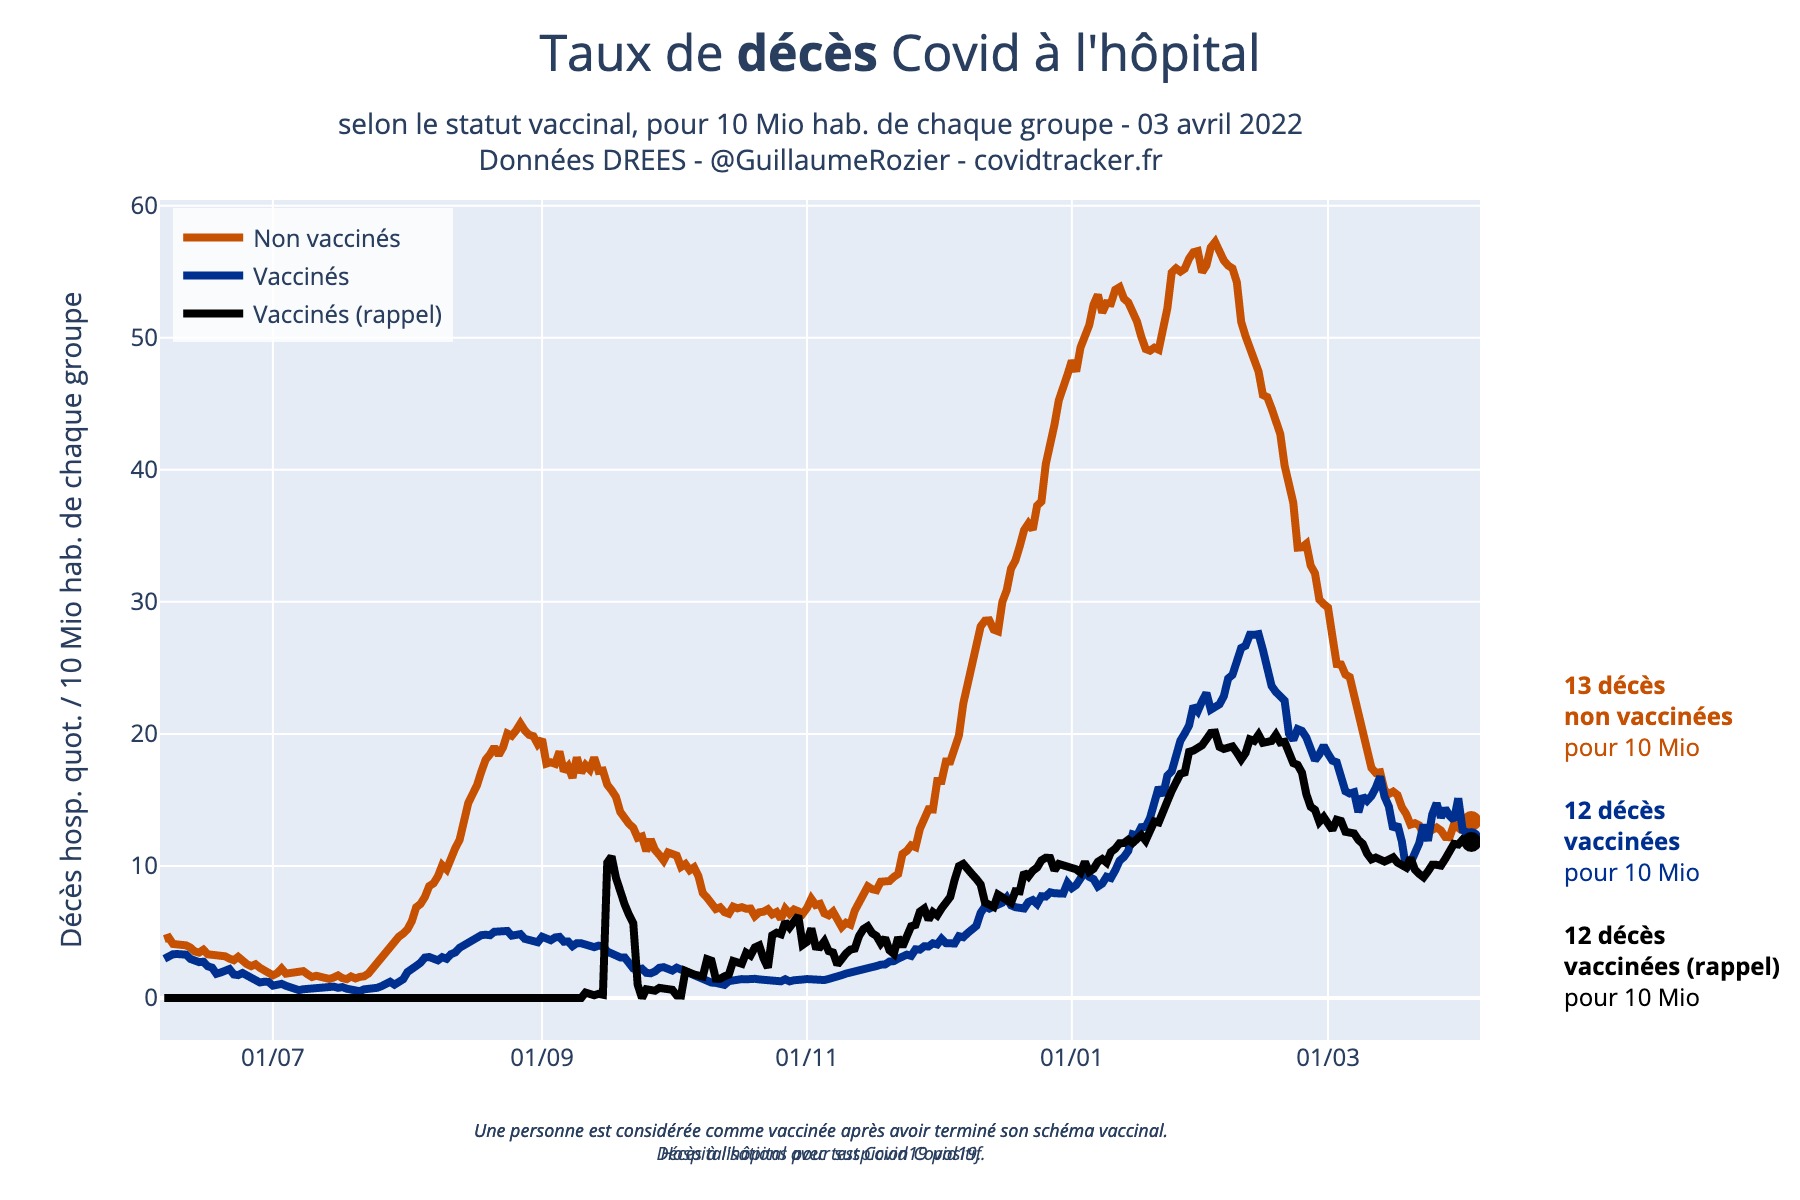 Taux de décès Covid à l'hôpital
selon le statut vaccinal, pour 10 Mio hab. de chaque groupe - 03 avril 2022
Données DREES - @GuillaumeRozier - covidtracker.fr
Décès hosp. quot. / 10 Mio hab. de chaque groupe
60
50
40
30
20
10
0
Non vaccinés
Vaccinés
Vaccinés (rappel)
13 décès
non vaccinées
pour 10 Mio
12 décès
vaccinées
pour 10 Mio
12 décès
vaccinées (rappel)
pour 10 Mio
01/07
01/09
01/11
01/01
01/03
Une personne est considérée comme vaccinée après avoir terminé son schéma vaccinal.